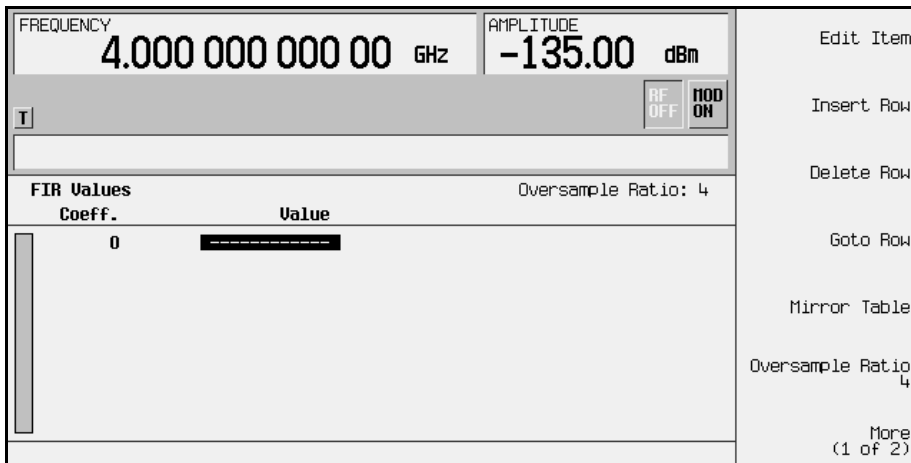 FREQUENCY
4.000 000 000 00 GHz
AMPLITUDE
-135.00 dBm
RF OFF
MOD ON
T
FIR Values
Oversample Ratio: 4
Coeff. Value
0 ------------
Edit Item
Insert Row
Delete Row
Goto Row
Mirror Table
Oversample Ratio
4
More
(1 of 2)